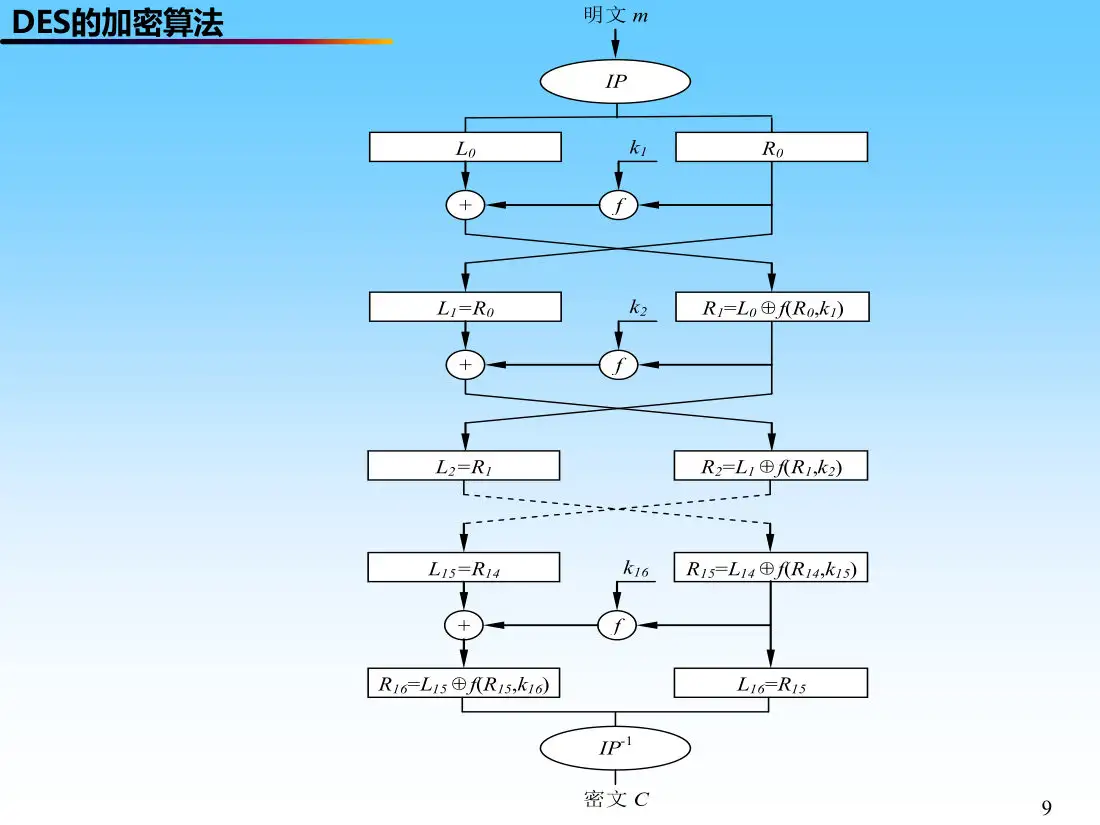 DES的加密算法
明文 m
IP
L₀
k₁
R₀
+
f
L₁=R₀
k₂
R₁=L₀⊕f(R₀,k₁)
+
f
L₂=R₁
R₂=L₁⊕f(R₁,k₂)
L₁₅=R₁₄
k₁₆
R₁₅=L₁₄⊕f(R₁₄,k₁₅)
+
f
R₁₆=L₁₅⊕f(R₁₅,k₁₆)
L₁₆=R₁₅
IP⁻¹
密文 C
9